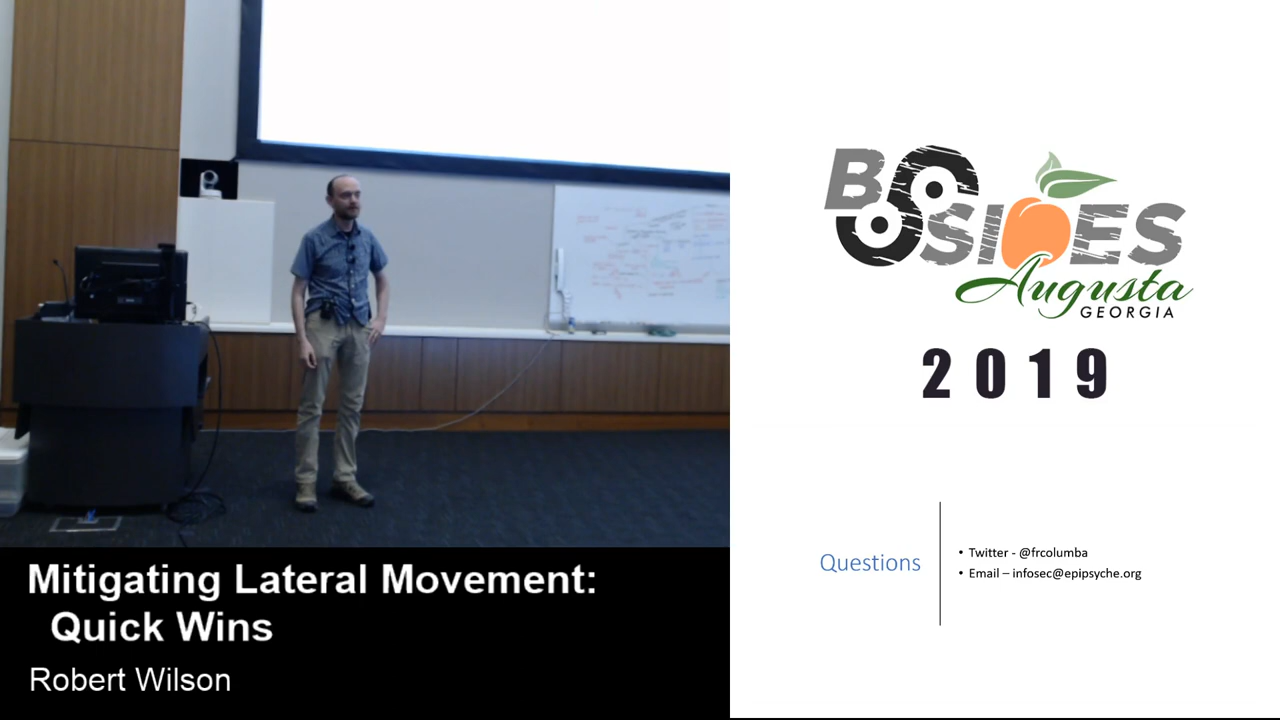 Mitigating Lateral Movement:
Quick Wins
Robert Wilson
BSIDES
Augusta
GEORGIA
2019
Questions
• Twitter - @frcolumba
• Email – infosec@epipsyche.org